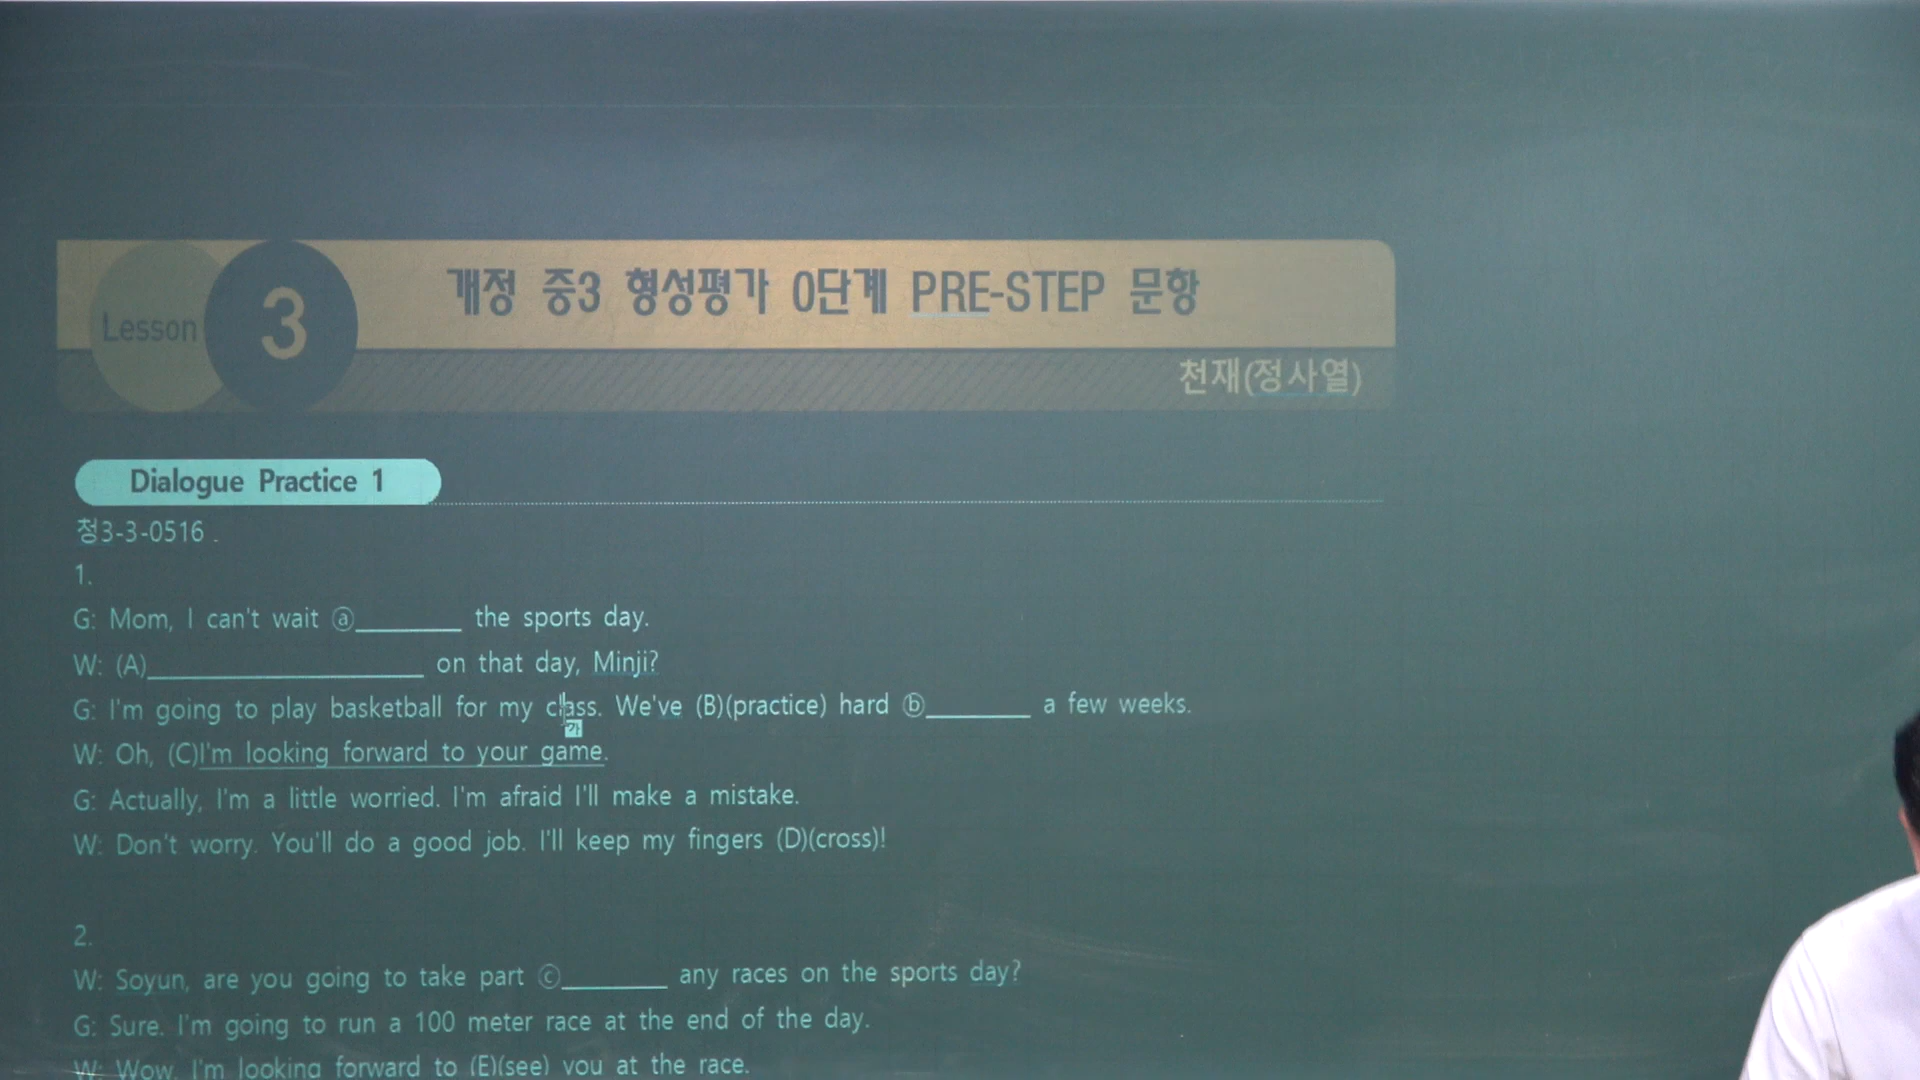 Lesson 3 개정 중3 형성평가 0단계 PRE-STEP 문항
천재(정사열)
Dialogue Practice 1
청3-3-0516 .
1.
G: Mom, I can't wait ⓐ________ the sports day.
W: (A)____________________ on that day, Minji?
G: I'm going to play basketball for my class. We've (B)(practice) hard ⓑ________ a few weeks.
가
W: Oh, (C)I'm looking forward to your game.
G: Actually, I'm a little worried. I'm afraid I'll make a mistake.
W: Don't worry. You'll do a good job. I'll keep my fingers (D)(cross)!
2.
W: Soyun, are you going to take part ⓒ________ any races on the sports day?
G: Sure. I'm going to run a 100 meter race at the end of the day.
W: Wow. I'm looking forward to (E)(see) you at the race.